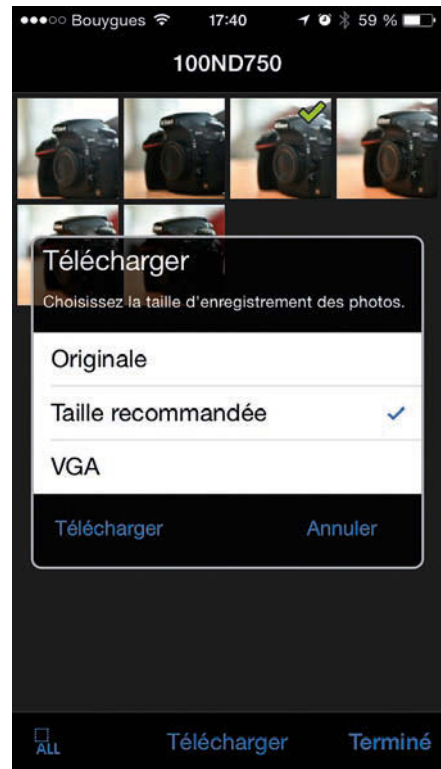 Bouygues 17:40 59 %
100ND750
Télécharger
Choisissez la taille d'enregistrement des photos.
Originale
Taille recommandée
VGA
Télécharger Annuler
ALL Télécharger Terminé